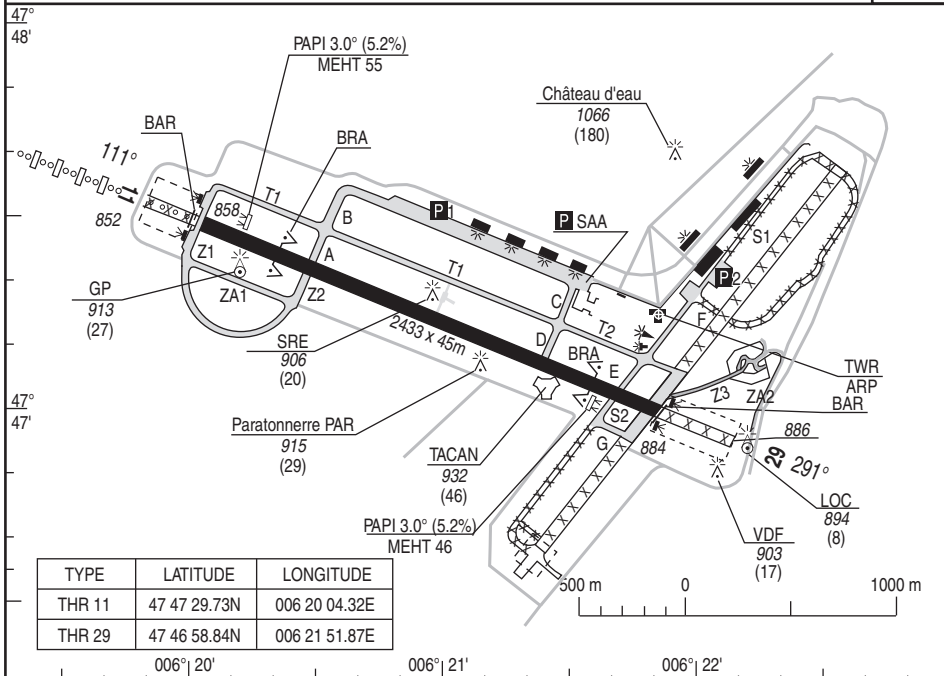 47°
48'
PAPI 3.0° (5.2%)
MEHT 55
Château d'eau
1066
(180)
BAR
BRA
111°
11
852
858
T1
B
P1
P SAA
S1
Z1
A
T1
P2
GP
913
(27)
ZA1
Z2
C
F
SRE
906
(20)
2433 x 45m
D
T2
BRA
E
TWR
ARP
BAR
47°
47'
Z3
ZA2
Paratonnerre PAR
915
(29)
S2
G
884
886
29
291°
TACAN
932
(46)
LOC
894
(8)
PAPI 3.0° (5.2%)
MEHT 46
VDF
903
(17)
TYPE LATITUDE LONGITUDE
THR 11 47 47 29.73N 006 20 04.32E
THR 29 47 46 58.84N 006 21 51.87E
500 m 0 1000 m
006° 20' 006° 21' 006° 22'